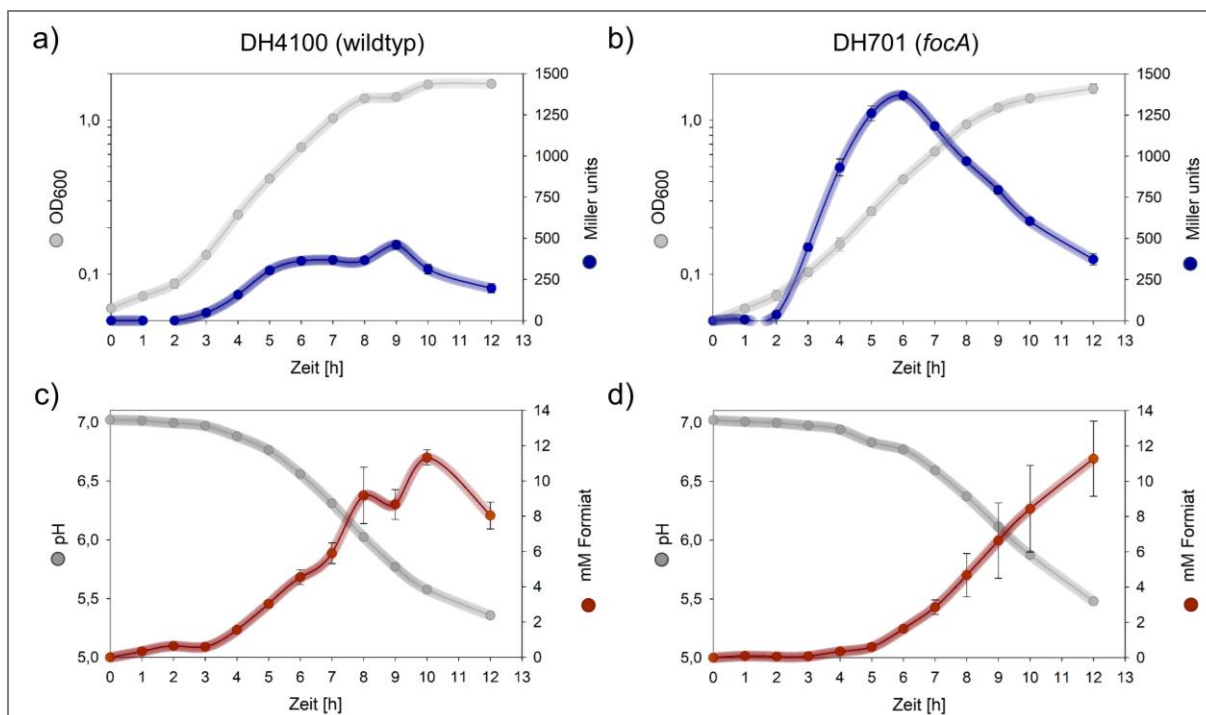 a) DH4100 (wildtyp)
1500
1250
1000
750
500
250
0
1,0
0,1
OD600
Miller units
0 1 2 3 4 5 6 7 8 9 10 11 12 13
Zeit [h]
b) DH701 (focA)
1500
1250
1000
750
500
250
0
1,0
0,1
OD600
Miller units
0 1 2 3 4 5 6 7 8 9 10 11 12 13
Zeit [h]
c)
7,0
6,5
6,0
5,5
5,0
pH
14
12
10
8
6
4
2
0
mM Formiat
0 1 2 3 4 5 6 7 8 9 10 11 12 13
Zeit [h]
d)
7,0
6,5
6,0
5,5
5,0
pH
14
12
10
8
6
4
2
0
mM Formiat
0 1 2 3 4 5 6 7 8 9 10 11 12 13
Zeit [h]